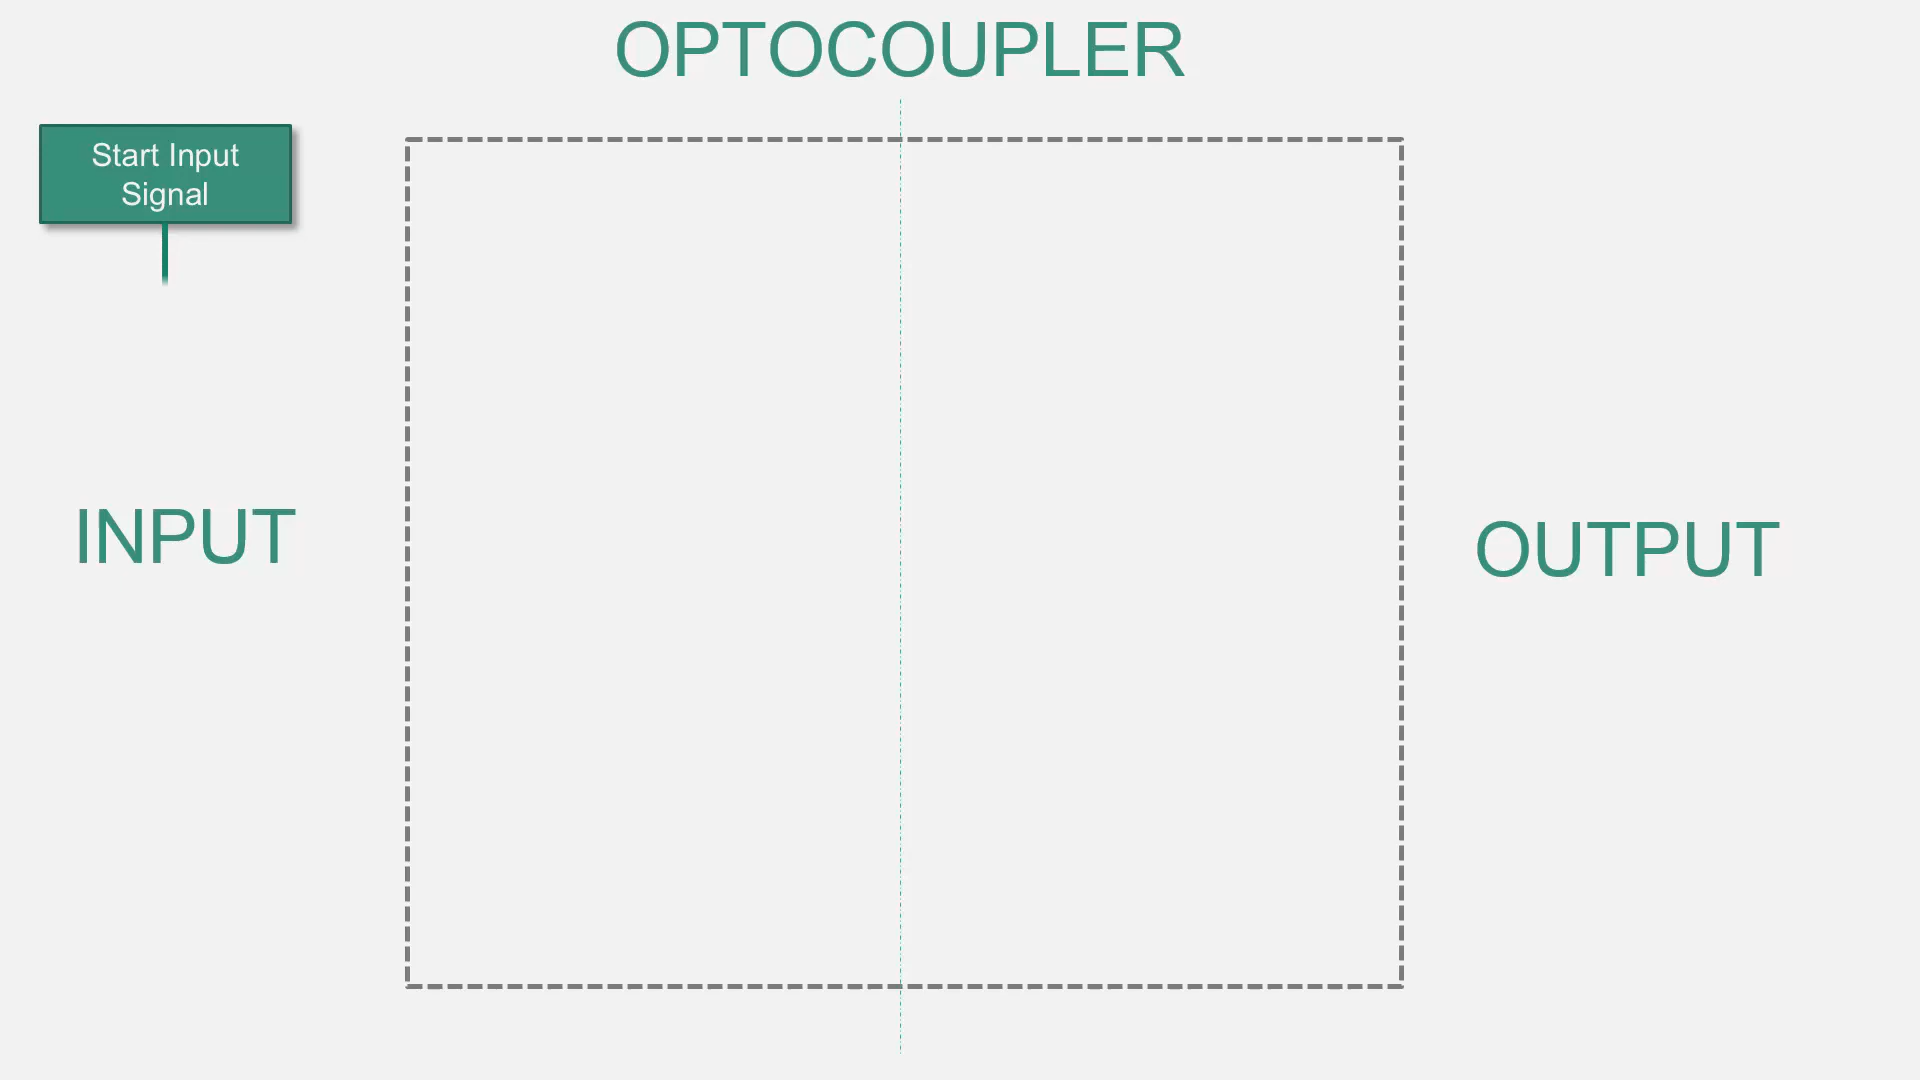 OPTOCOUPLER
Start Input
Signal
INPUT
OUTPUT